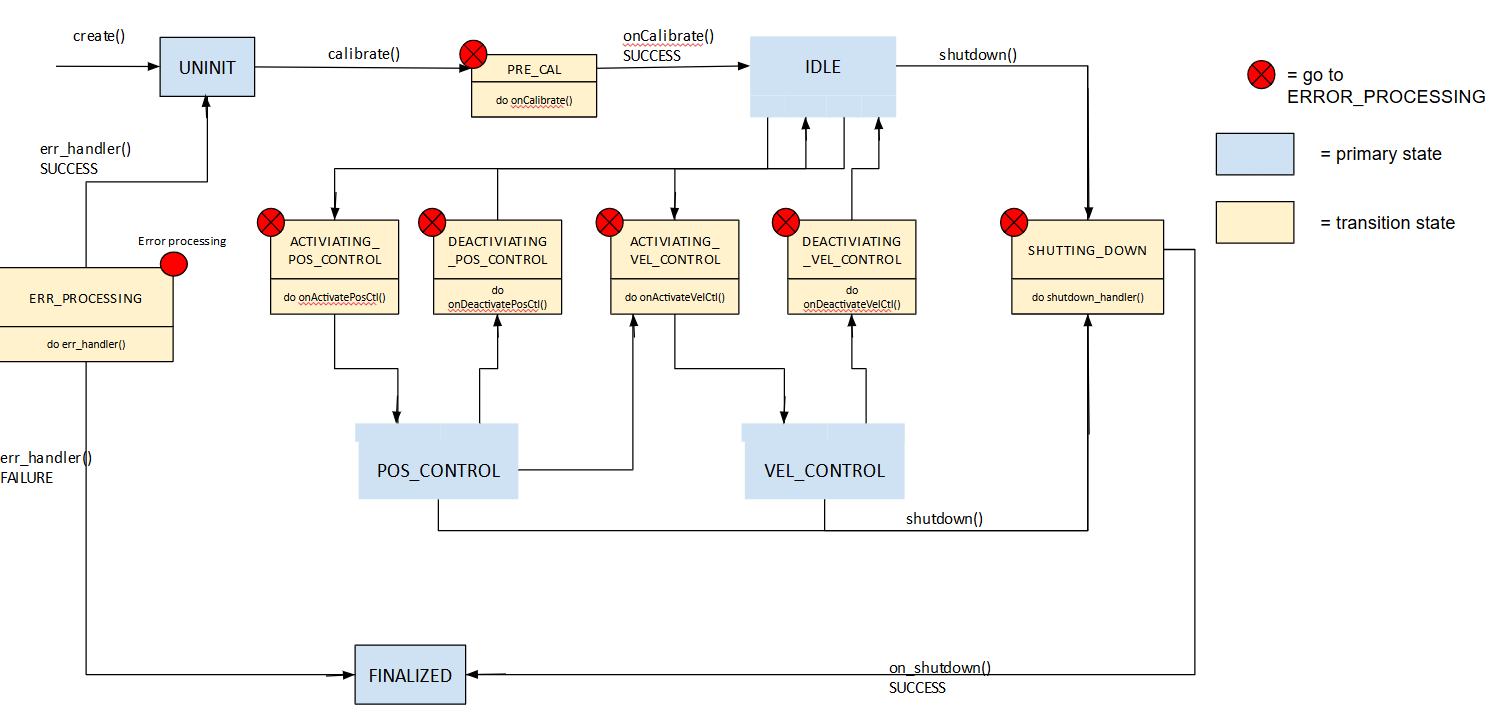 create()
UNINIT
calibrate()
PRE_CAL
do onCalibrate()
onCalibrate()
SUCCESS
IDLE
shutdown()
= go to
ERROR_PROCESSING
= primary state
= transition state
err_handler()
SUCCESS
Error processing
ERR_PROCESSING
do err_handler()
ACTIVIATING_
POS_CONTROL
do onActivatePosCtl()
DEACTIVIATING
_POS_CONTROL
do
onDeactivatePosCtl()
ACTIVIATING_
VEL_CONTROL
do onActivateVelCtl()
DEACTIVIATING
_VEL_CONTROL
do
onDeactivateVelCtl()
SHUTTING_DOWN
do shutdown_handler()
err_handler()
FAILURE
POS_CONTROL
VEL_CONTROL
shutdown()
FINALIZED
on_shutdown()
SUCCESS